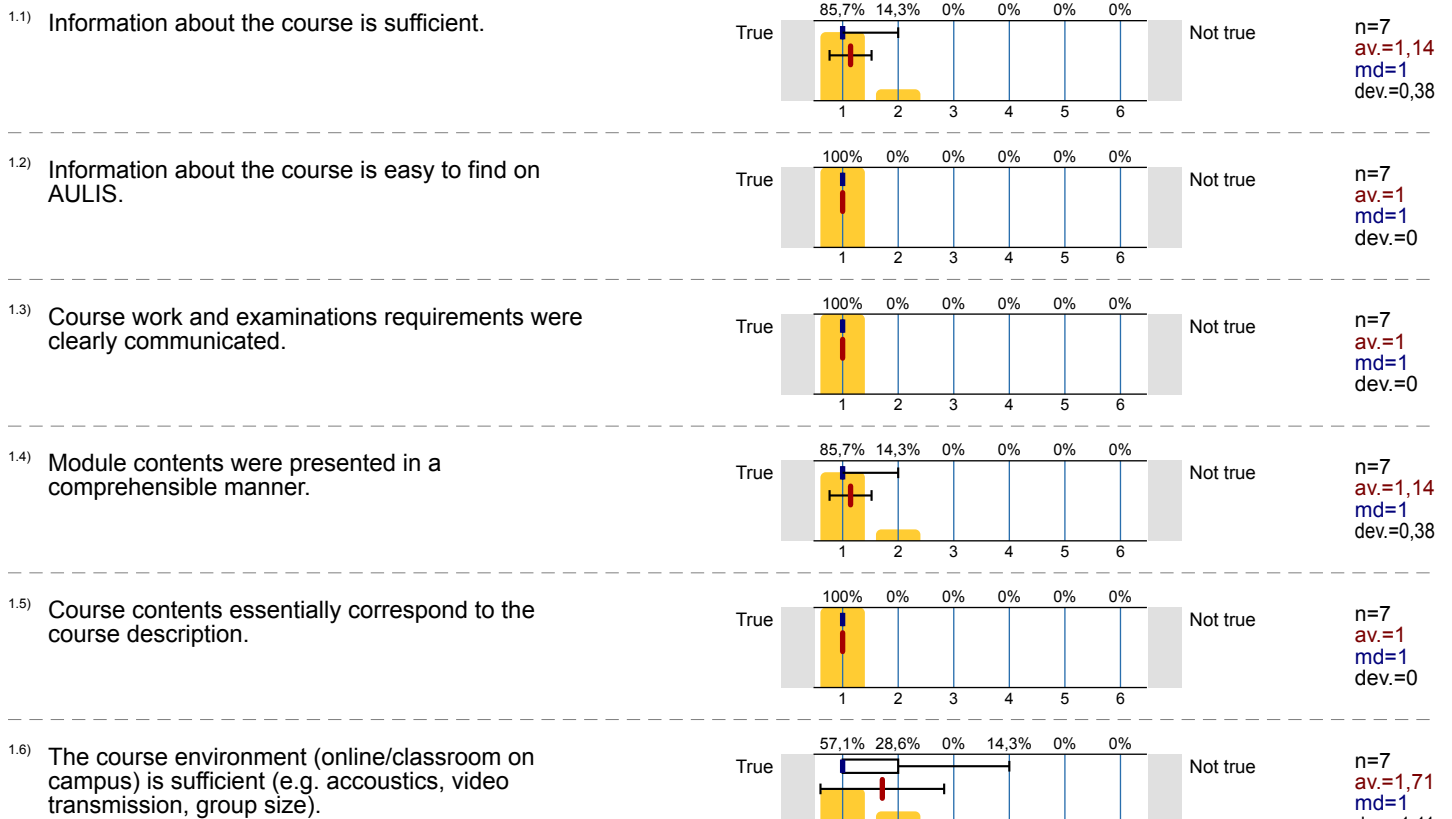 1.1) Information about the course is sufficient.
85,7% 14,3% 0% 0% 0% 0%
True Not true
1 2 3 4 5 6
n=7
av.=1,14
md=1
dev.=0,38
1.2) Information about the course is easy to find on
AULIS.
100% 0% 0% 0% 0% 0%
True Not true
1 2 3 4 5 6
n=7
av.=1
md=1
dev.=0
1.3) Course work and examinations requirements were
clearly communicated.
100% 0% 0% 0% 0% 0%
True Not true
1 2 3 4 5 6
n=7
av.=1
md=1
dev.=0
1.4) Module contents were presented in a
comprehensible manner.
85,7% 14,3% 0% 0% 0% 0%
True Not true
1 2 3 4 5 6
n=7
av.=1,14
md=1
dev.=0,38
1.5) Course contents essentially correspond to the
course description.
100% 0% 0% 0% 0% 0%
True Not true
1 2 3 4 5 6
n=7
av.=1
md=1
dev.=0
1.6) The course environment (online/classroom on
campus) is sufficient (e.g. accoustics, video
transmission, group size).
57,1% 28,6% 0% 14,3% 0% 0%
True Not true
n=7
av.=1,71
md=1